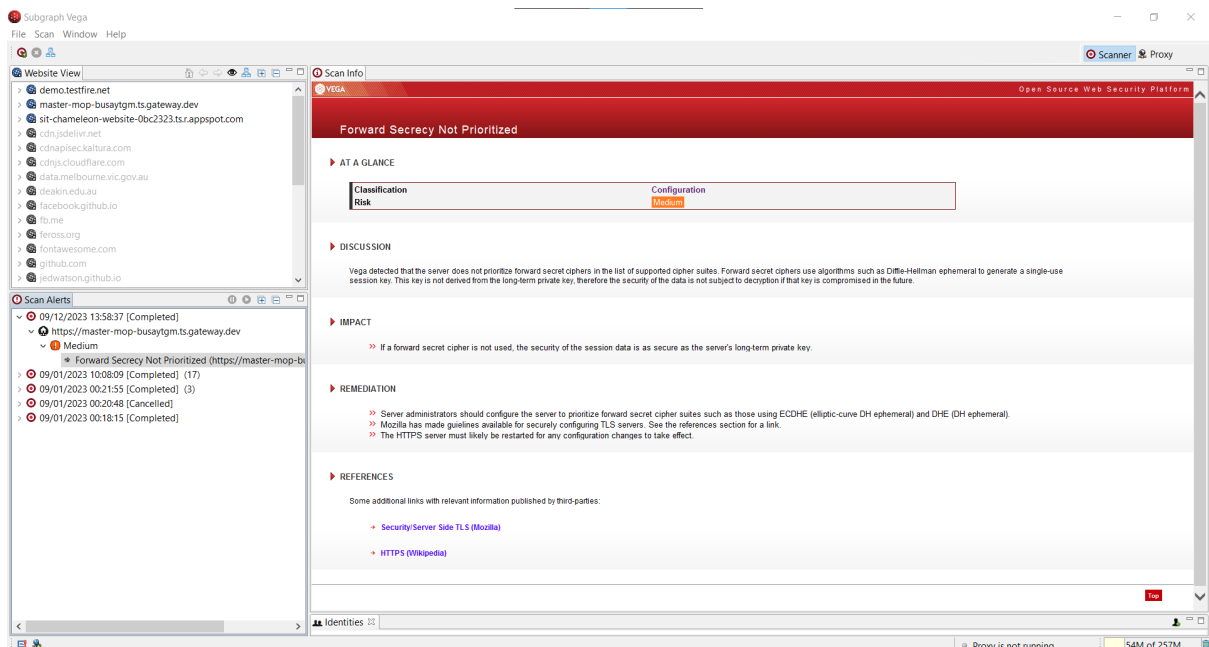 Subgraph Vega
File Scan Window Help
Scanner Proxy
Website View
demo.testfire.net
master-mop-busaytgm.ts.gateway.dev
sit-chameleon-website-0bc2323.ts.r.appspot.com
cdn.jsdelivr.net
cdnapisec.kaltura.com
cdnjs.cloudflare.com
data.melbourne.vic.gov.au
deakin.edu.au
facebook.github.io
fb.me
feross.org
fontawesome.com
github.com
jedwatson.github.io
Scan Alerts
09/12/2023 13:58:37 [Completed]
https://master-mop-busaytgm.ts.gateway.dev
Medium
Forward Secrecy Not Prioritized (https://master-mop-bu
09/01/2023 10:08:09 [Completed] (17)
09/01/2023 00:21:55 [Completed] (3)
09/01/2023 00:20:48 [Cancelled]
09/01/2023 00:18:15 [Completed]
Scan Info
VEGA
Open Source Web Security Platform
Forward Secrecy Not Prioritized
AT A GLANCE
Classification Configuration
Risk Medium
DISCUSSION
Vega detected that the server does not prioritize forward secret ciphers in the list of supported cipher suites. Forward secret ciphers use algorithms such as Diffie-Hellman ephemeral to generate a single-use
session key. This key is not derived from the long-term private key, therefore the security of the data is not subject to decryption if that key is compromised in the future.
IMPACT
If a forward secret cipher is not used, the security of the session data is as secure as the server's long-term private key.
REMEDIATION
Server administrators should configure the server to prioritize forward secret cipher suites such as those using ECDHE (elliptic-curve DH ephemeral) and DHE (DH ephemeral).
Mozilla has made guielines available for securely configuring TLS servers. See the references section for a link.
The HTTPS server must likely be restarted for any configuration changes to take effect.
REFERENCES
Some additional links with relevant information published by third-parties:
Security/Server Side TLS (Mozilla)
HTTPS (Wikipedia)
Top
Identities
Proxy is not running
54M of 257M